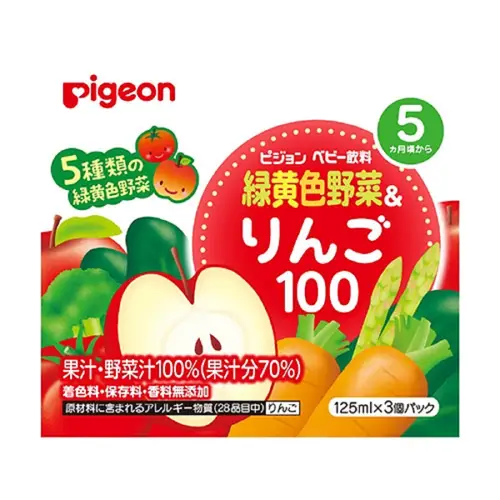 pigeon
5
カ月頃から
5種類の
緑黄色野菜
ピジョン ベビー飲料
緑黄色野菜&
りんご
100
果汁・野菜汁100%(果汁分70%)
着色料・保存料・香料無添加
原材料に含まれるアレルギー物質(28品目中) りんご
125ml×3個パック